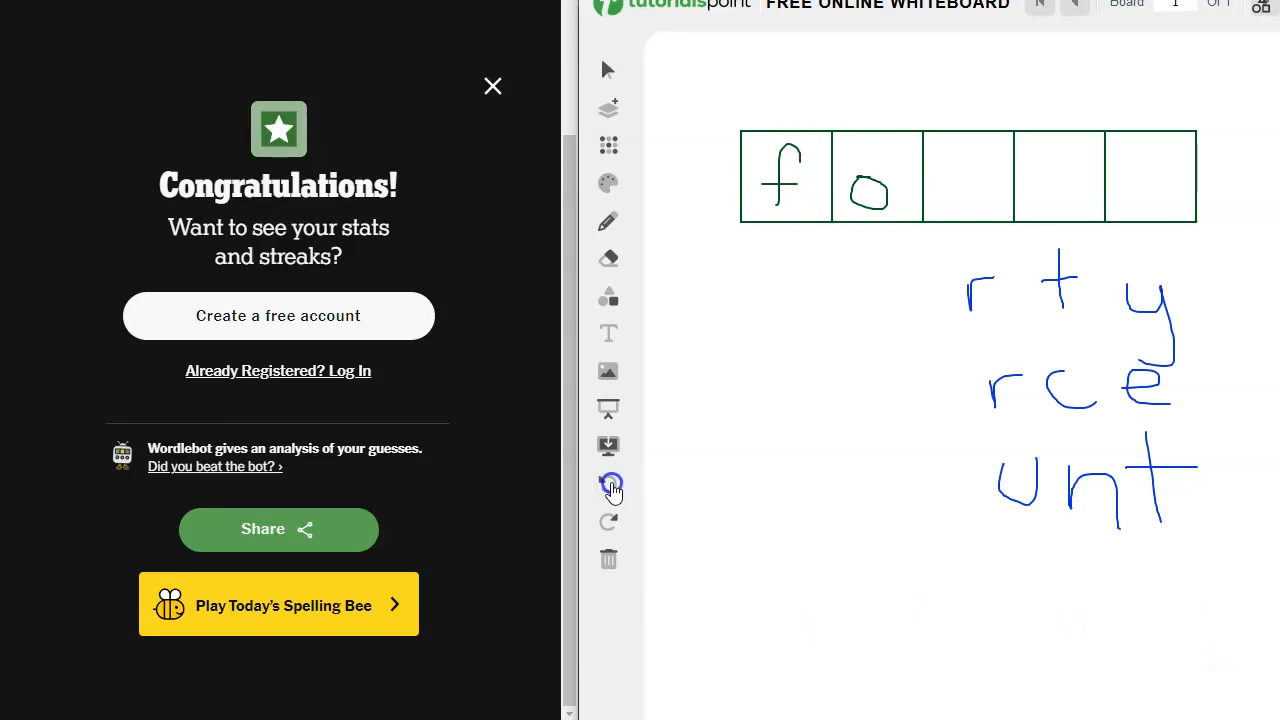 tutorialspoint FREE ONLINE WHITEBOARD Board 1 Of 1
Congratulations!
Want to see your stats
and streaks?
Create a free account
Already Registered? Log In
Wordlebot gives an analysis of your guesses.
Did you beat the bot? ›
Share
Play Today's Spelling Bee
f o
r t y
r c e
u n t
T